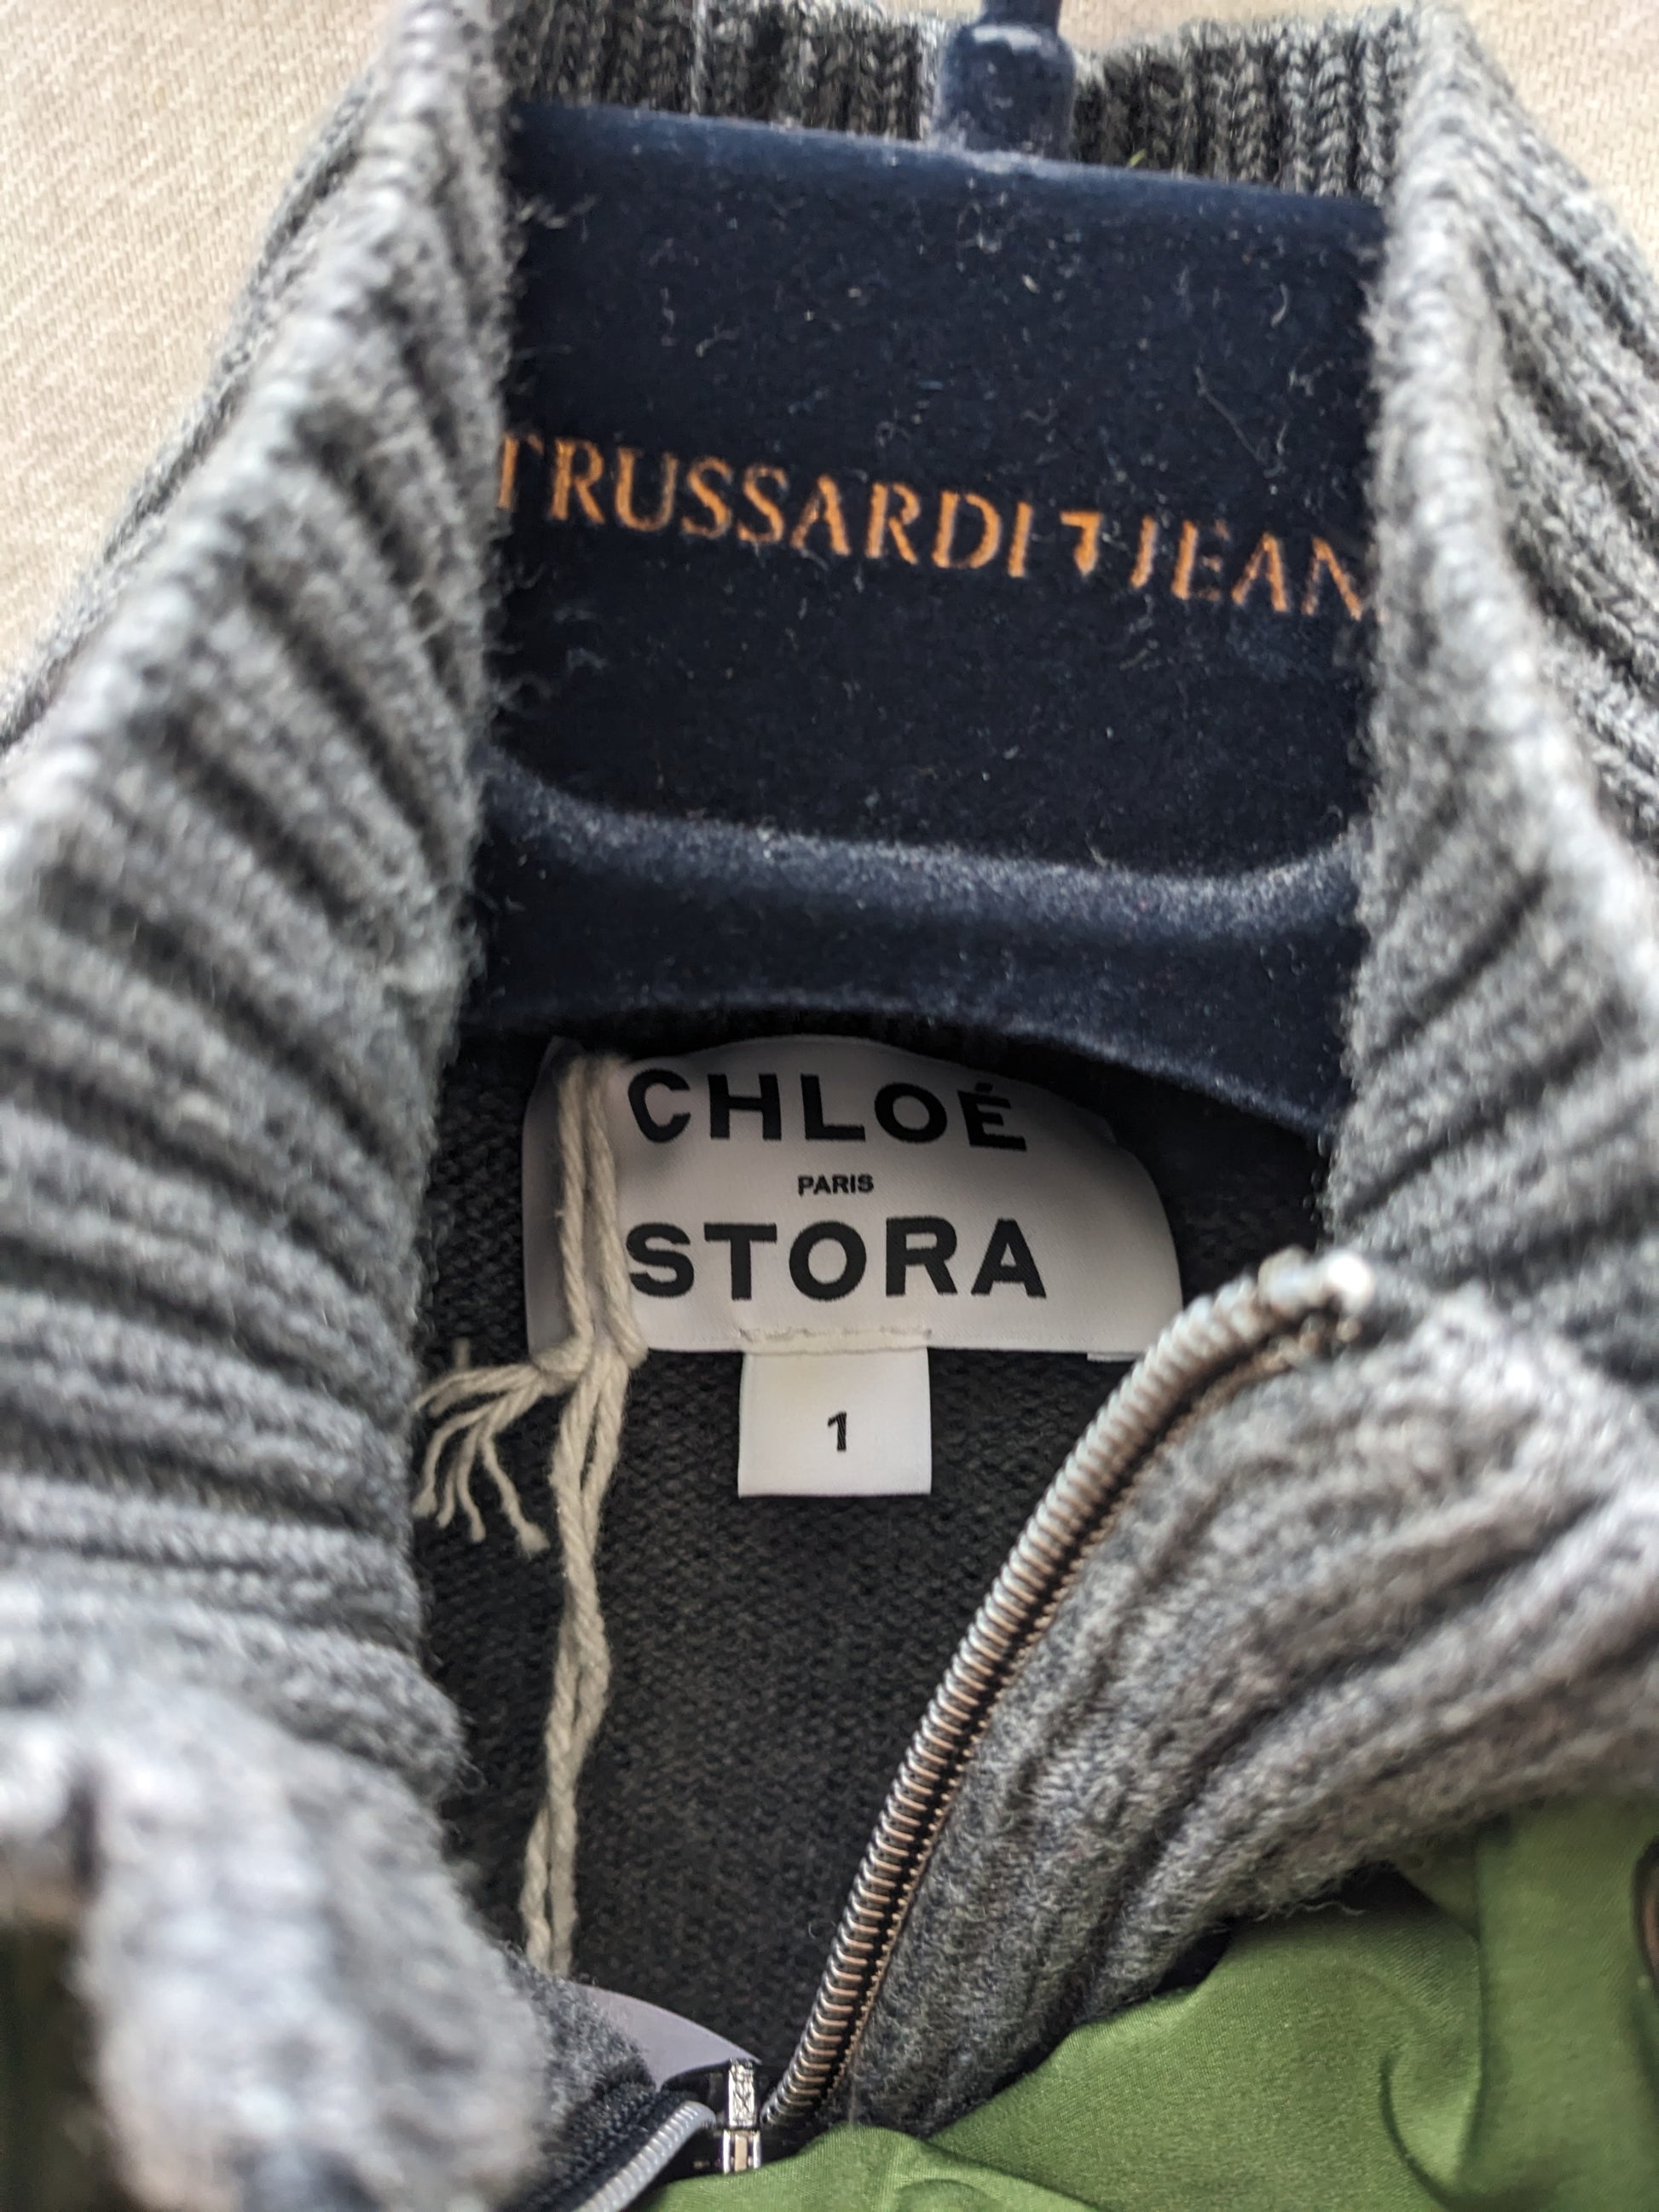 TRUSSARDI JEAN
CHLOÉ
PARIS
STORA
1